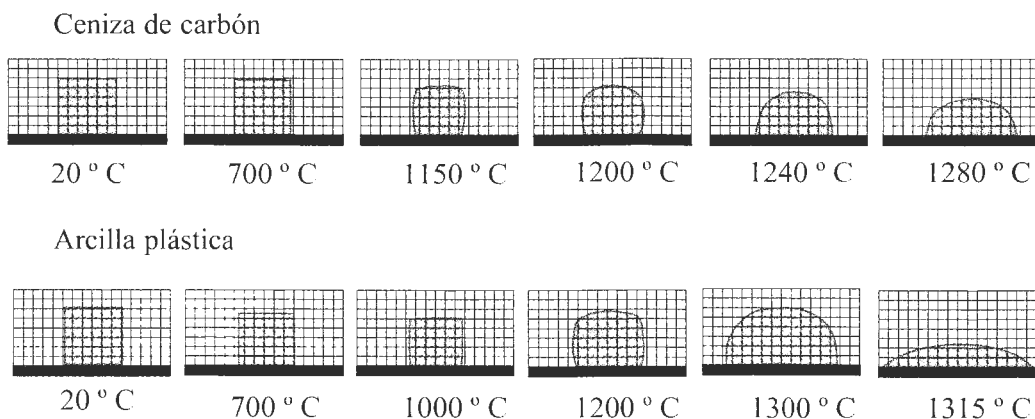 Ceniza de carbón
20 º C 700 º C 1150 º C 1200 º C 1240 º C 1280 º C
Arcilla plástica
20 º C 700 º C 1000 º C 1200 º C 1300 º C 1315 º C